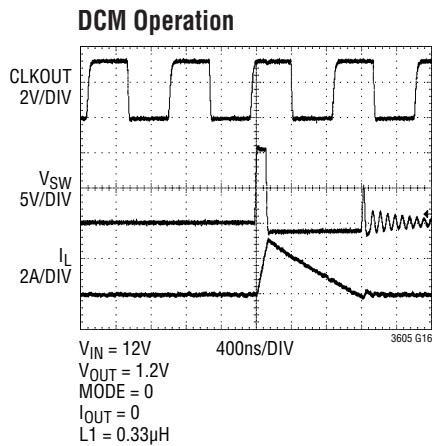 DCM Operation
CLKOUT
2V/DIV
VSW
5V/DIV
IL
2A/DIV
3605 G16
VIN = 12V
400ns/DIV
VOUT = 1.2V
MODE = 0
IOUT = 0
L1 = 0.33µH